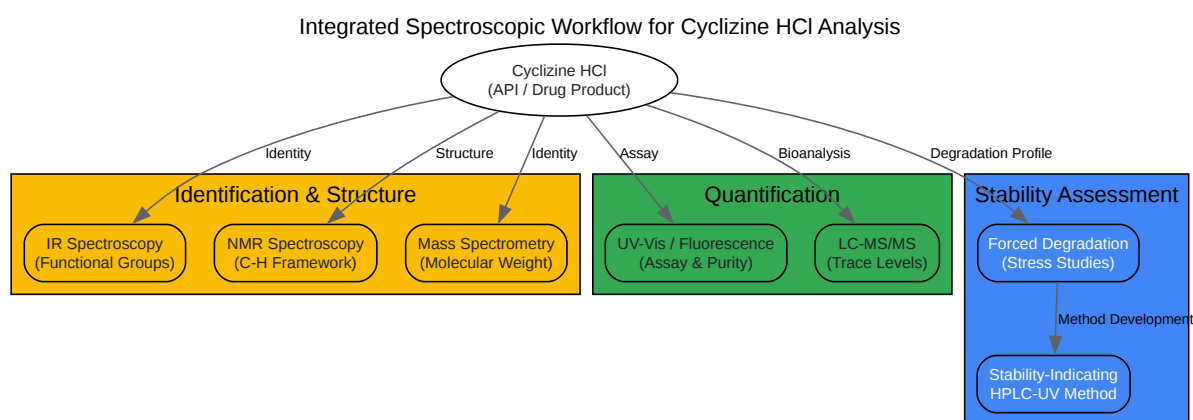 Integrated Spectroscopic Workflow for Cyclizine HCl Analysis
Cyclizine HCl
(API / Drug Product)
Identity
Structure
Identity
Assay
Bioanalysis
Degradation Profile
Identification & Structure
IR Spectroscopy
(Functional Groups)
NMR Spectroscopy
(C-H Framework)
Mass Spectrometry
(Molecular Weight)
Quantification
UV-Vis / Fluorescence
(Assay & Purity)
LC-MS/MS
(Trace Levels)
Stability Assessment
Forced Degradation
(Stress Studies)
Method Development
Stability-Indicating
HPLC-UV Method